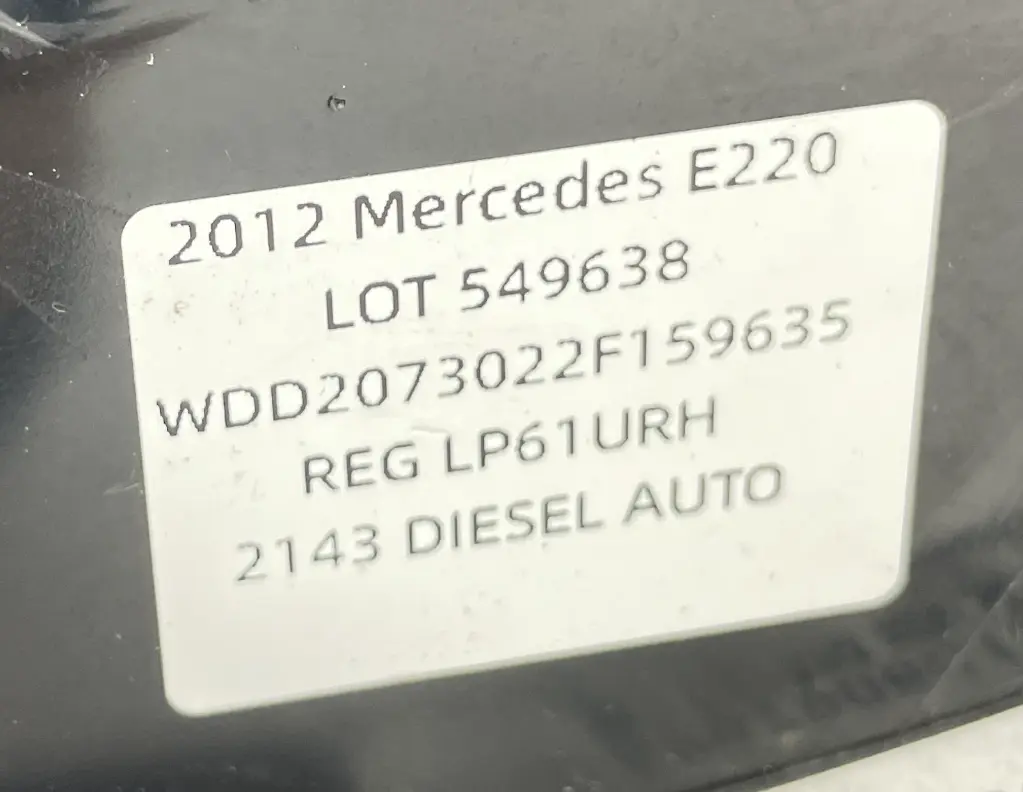 2012 Mercedes E220
LOT 549638
WDD2073022F159635
REG LP61URH
2143 DIESEL AUTO